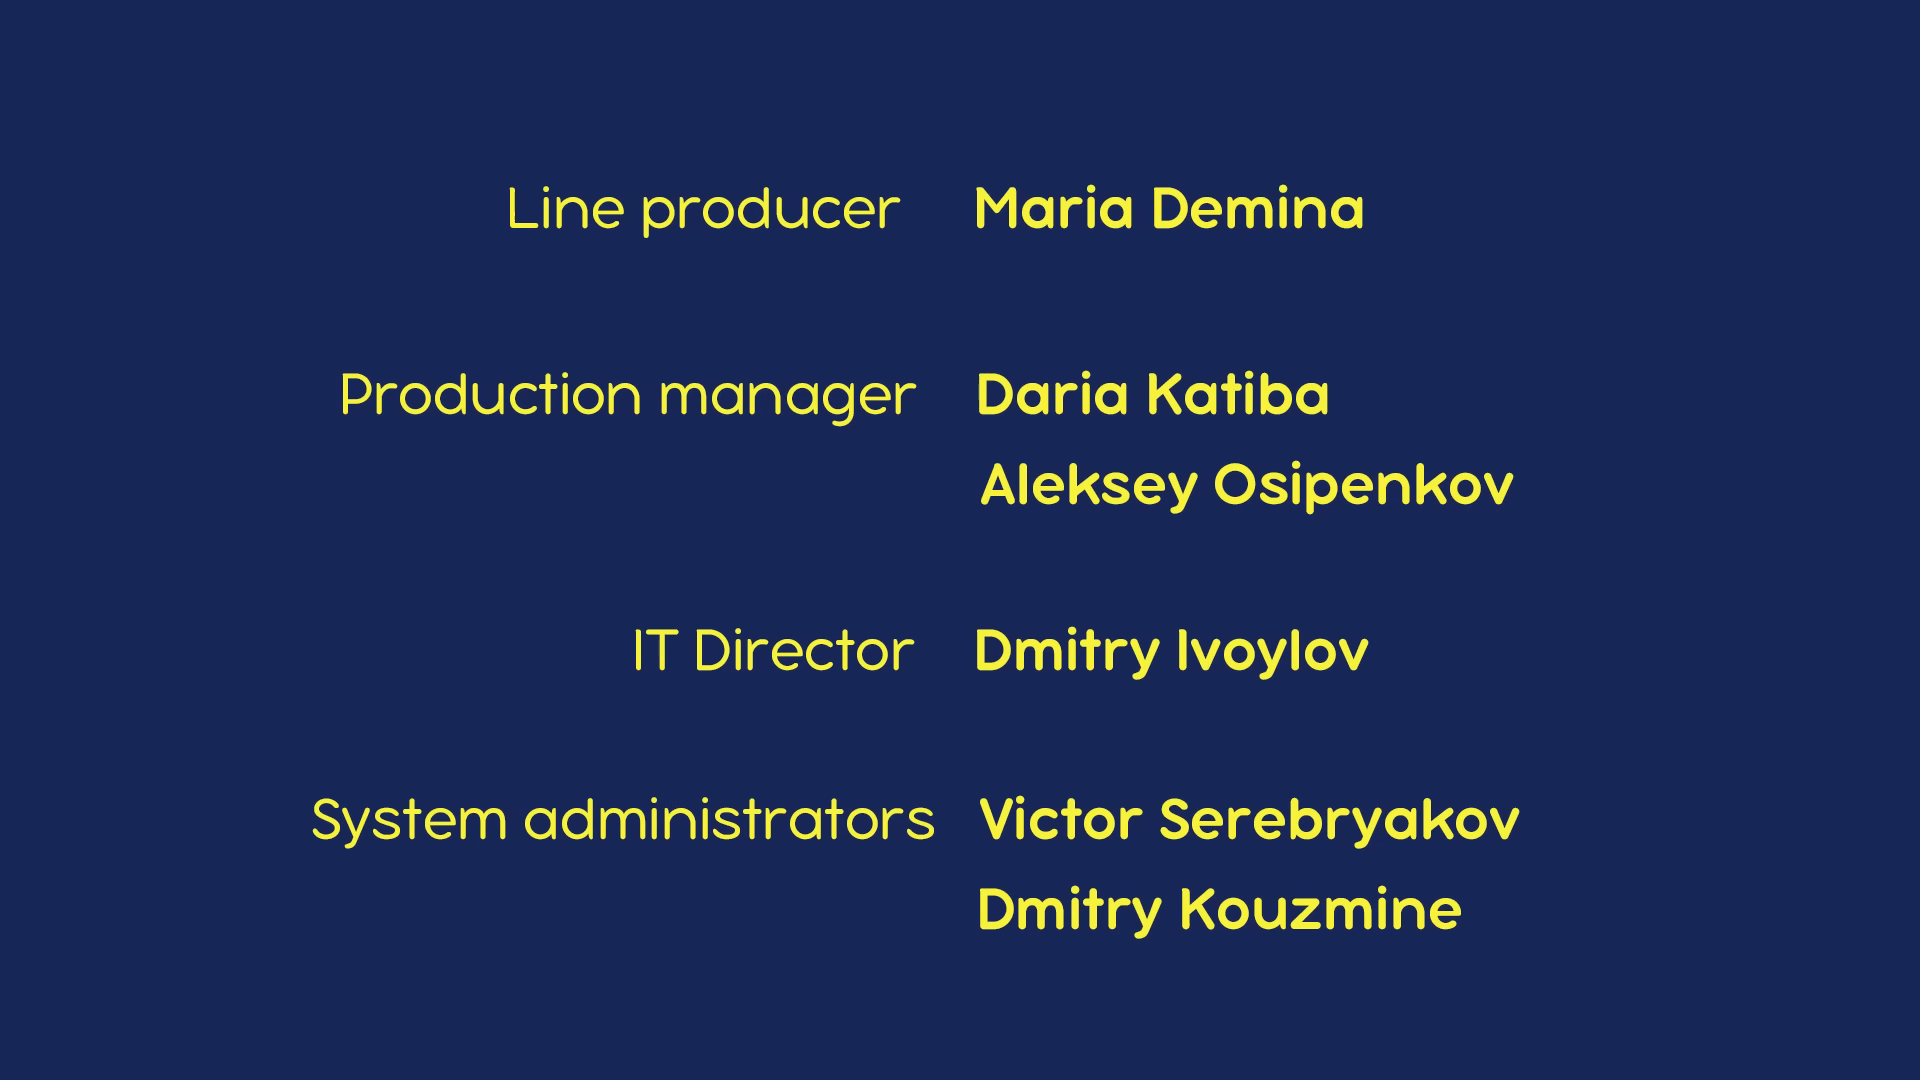 Line producer Maria Demina
Production manager Daria Katiba
Aleksey Osipenkov
IT Director Dmitry Ivoylov
System administrators Victor Serebryakov
Dmitry Kouzmine